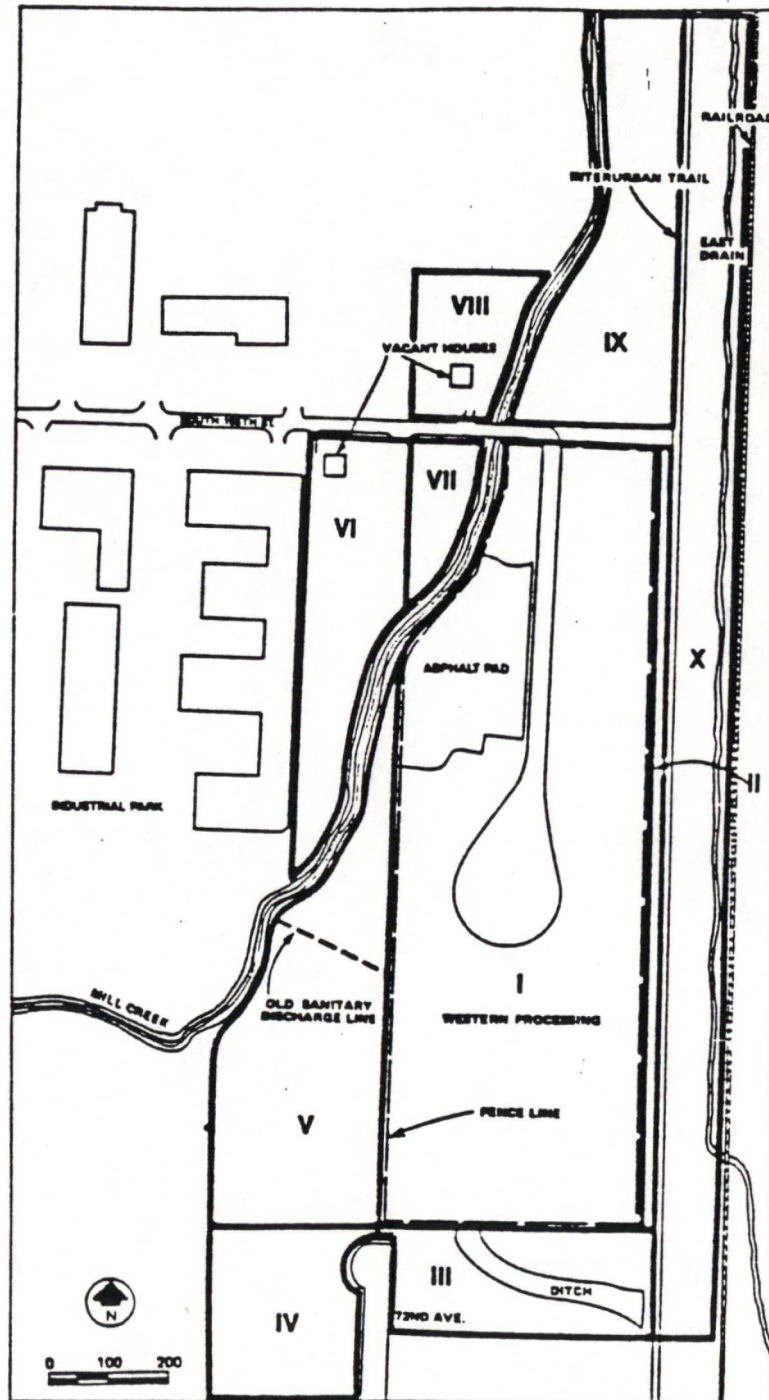 RAILROAD
INTERURBAN TRAIL
EAST
DRAIN
VIII
IX
VACANT HOUSES
VII
VI
ASPHALT PAD
X
II
INDUSTRIAL PARK
MILL CREEK
OLD SANITARY
DISCHARGE LINE
I
WESTERN PROCESSING
FENCE LINE
V
III
DITCH
72ND AVE.
IV
N
0 100 200